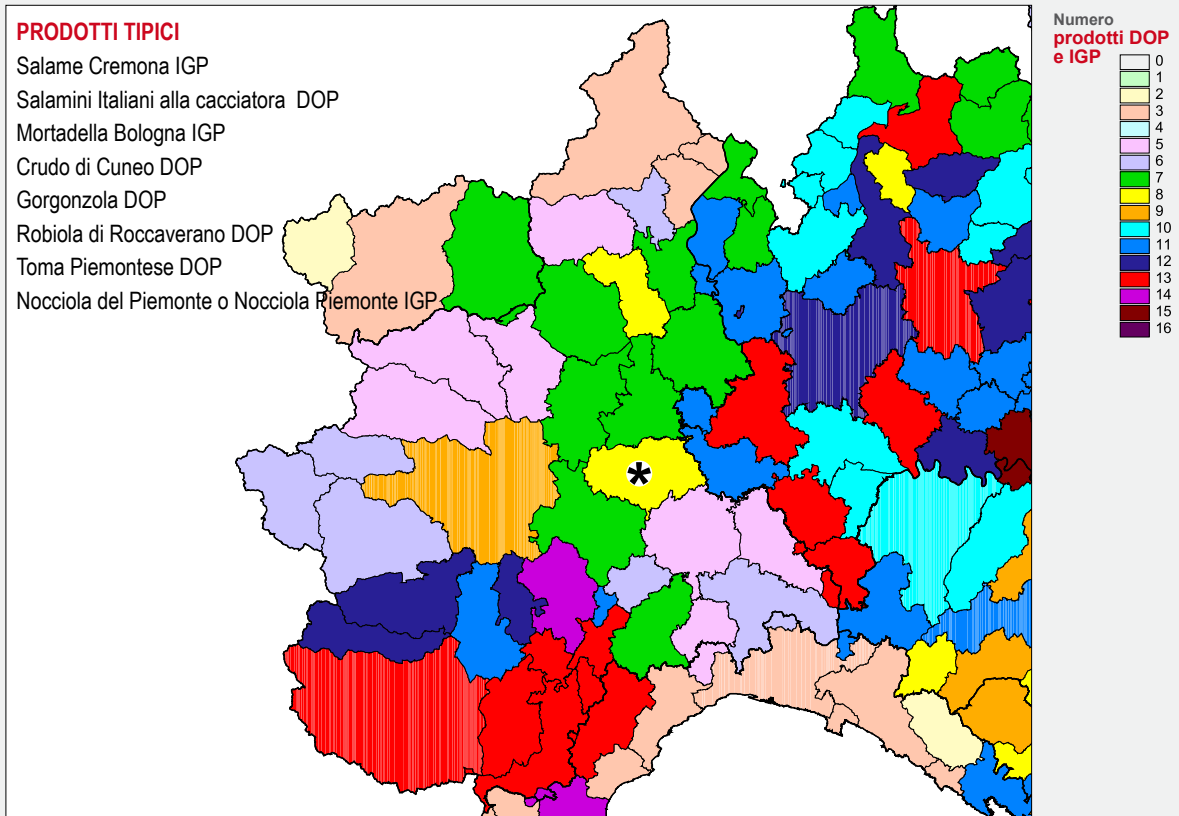 PRODOTTI TIPICI
Salame Cremona IGP
Salamini Italiani alla cacciatora DOP
Mortadella Bologna IGP
Crudo di Cuneo DOP
Gorgonzola DOP
Robiola di Roccaverano DOP
Toma Piemontese DOP
Nocciola del Piemonte o Nocciola Piemonte IGP
*
Numero
prodotti DOP
e IGP
0
1
2
3
4
5
6
7
8
9
10
11
12
13
14
15
16